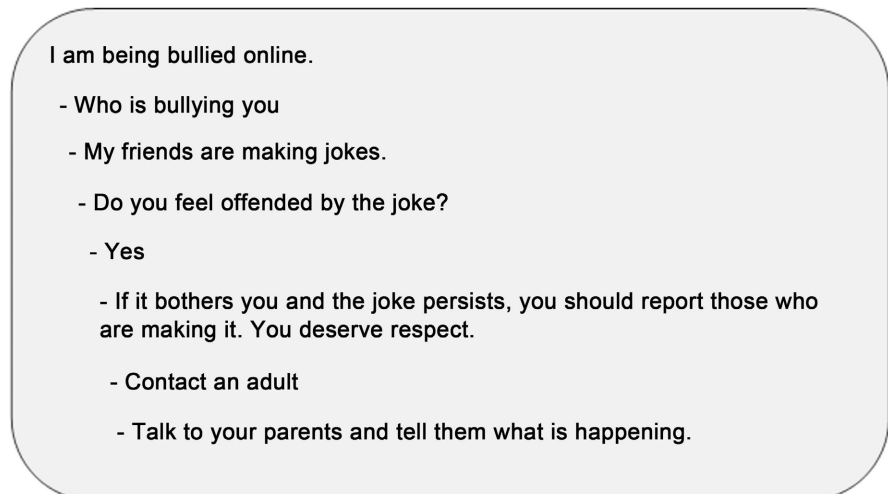 I am being bullied online.
- Who is bullying you
- My friends are making jokes.
- Do you feel offended by the joke?
- Yes
- If it bothers you and the joke persists, you should report those who
are making it. You deserve respect.
- Contact an adult
- Talk to your parents and tell them what is happening.